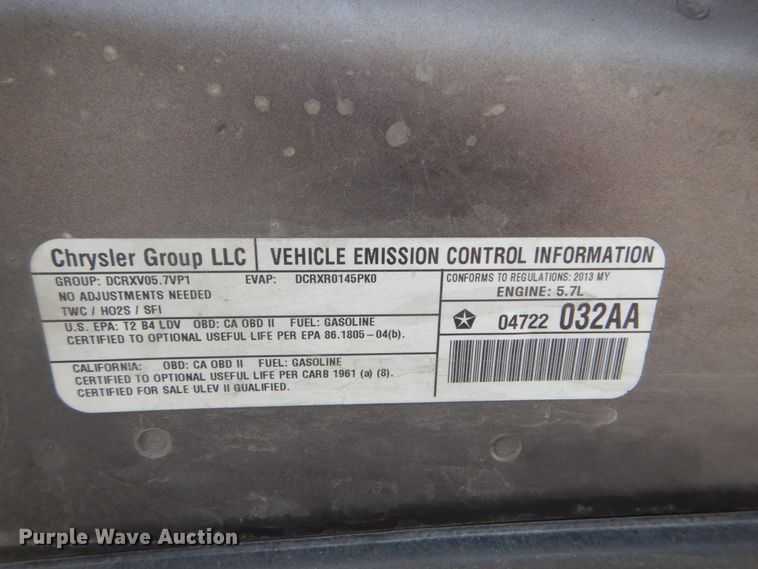 Chrysler Group LLC VEHICLE EMISSION CONTROL INFORMATION
GROUP: DCRXV05.7VP1 EVAP: DCRXR0145PK0
NO ADJUSTMENTS NEEDED
TWC / HO2S / SFI
CONFORMS TO REGULATIONS: 2013 MY
ENGINE: 5.7L
U.S. EPA: T2 B4 LDV OBD: CA OBD II FUEL: GASOLINE
CERTIFIED TO OPTIONAL USEFUL LIFE PER EPA 86.1805-04(b).
04722 032AA
CALIFORNIA: OBD: CA OBD II FUEL: GASOLINE
CERTIFIED TO OPTIONAL USEFUL LIFE PER CARB 1961 (a) (8).
CERTIFIED FOR SALE ULEV II QUALIFIED.
Purple Wave Auction